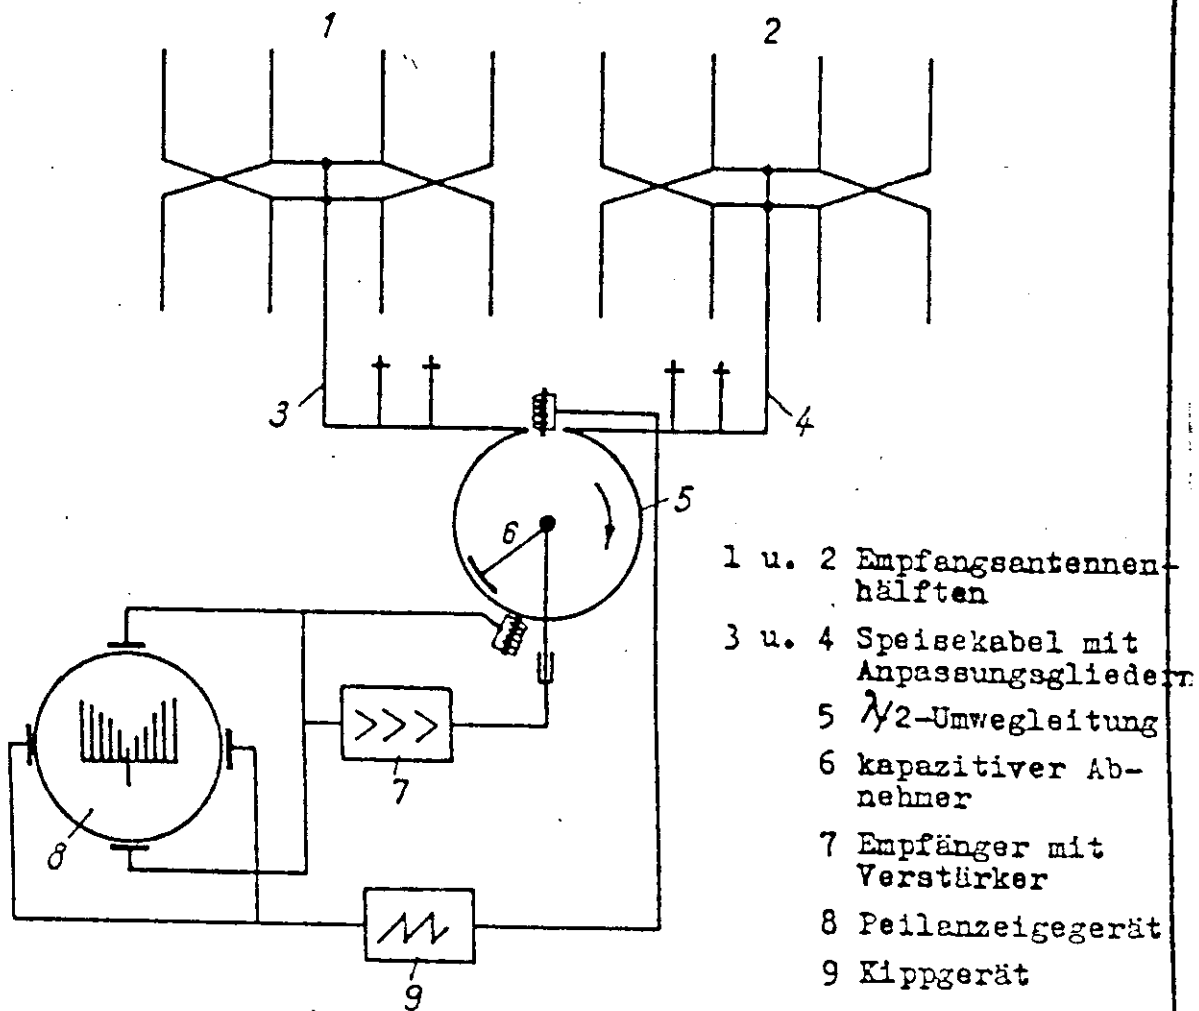 1
2
3
4
5
6
7
8
9
1 u. 2 Empfangsantennen-
hälften
3 u. 4 Speisekabel mit
Anpassungsgliedern
5 λ/2-Umwegleitung
6 kapazitiver Ab-
nehmer
7 Empfänger mit
Verstärker
8 Peilanzeigegerät
9 Kippgerät